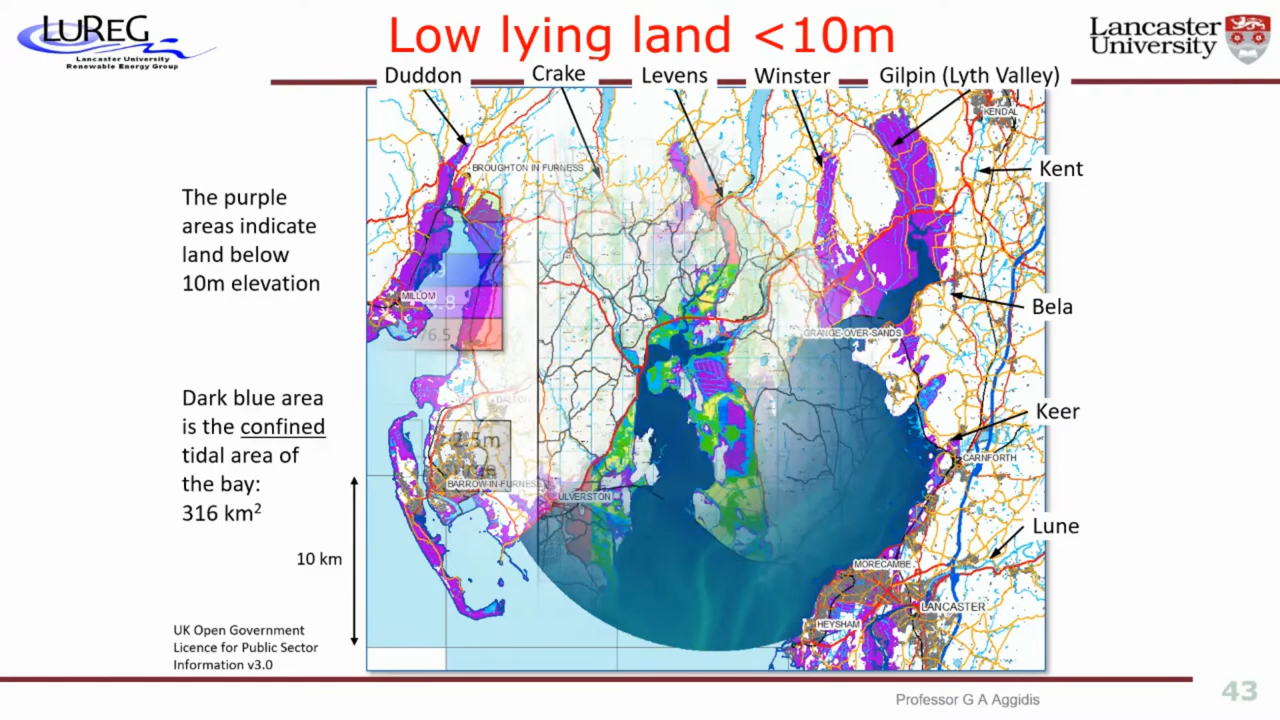 LUREG
Lancaster University
Renewable Energy Group
Low lying land <10m
Lancaster
University
Duddon
Crake
Levens
Winster
Gilpin (Lyth Valley)
KENDAL
BROUGHTON IN FURNESS
Kent
The purple
areas indicate
land below
10m elevation
MILLOM
Bela
GRANGE-OVER-SANDS
Dark blue area
is the confined
tidal area of
the bay:
316 km²
DALTON
Keer
2.5m
CARNFORTH
BARROW-IN-FURNESS
ULVERSTON
Lune
10 km
MORECAMBE
LANCASTER
HEYSHAM
UK Open Government
Licence for Public Sector
Information v3.0
Professor G A Aggidis
43